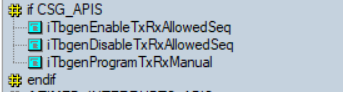 if CSG_APIS
iTbgenEnableTxRxAllowedSeq
iTbgenDisableTxRxAllowedSeq
iTbgenProgramTxRxManual
endif